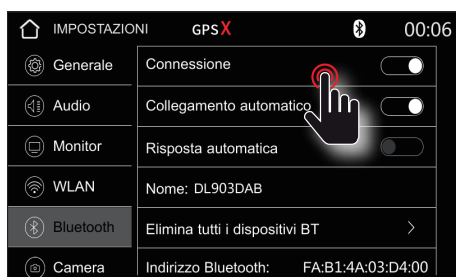 IMPOSTAZIONI GPS X 00:06
Generale Connessione
Audio Collegamento automatico
Monitor Risposta automatica
WLAN Nome: DL903DAB
Bluetooth Elimina tutti i dispositivi BT
Camera Indirizzo Bluetooth: FA:B1:4A:03:D4:00